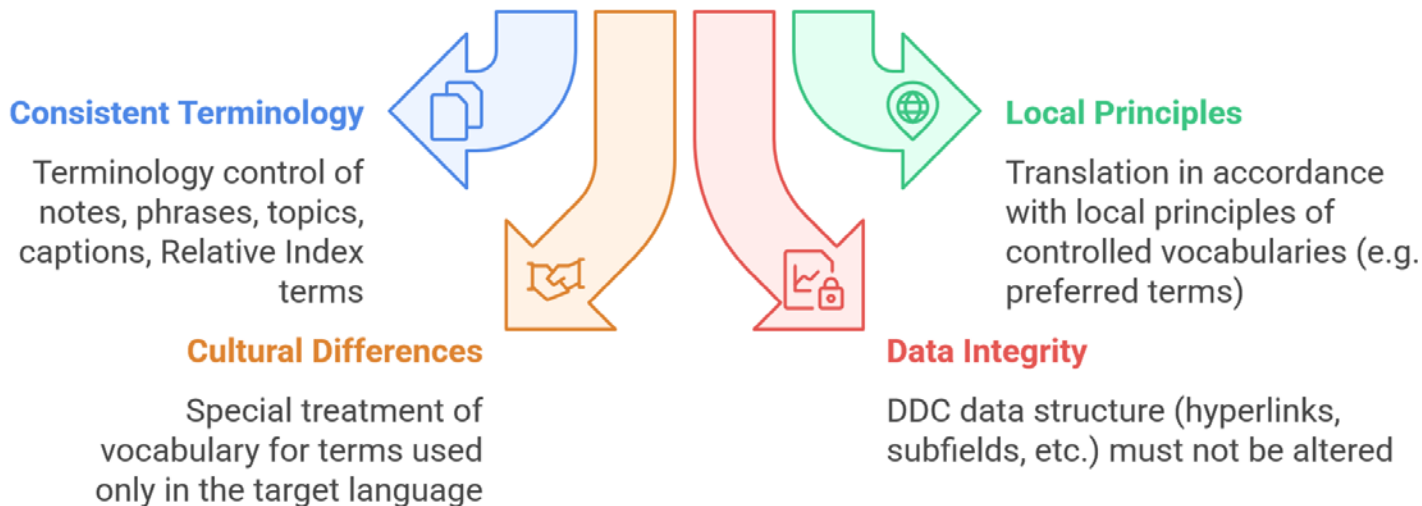 Consistent Terminology
Terminology control of
notes, phrases, topics,
captions, Relative Index
terms
Cultural Differences
Special treatment of
vocabulary for terms used
only in the target language
Local Principles
Translation in accordance
with local principles of
controlled vocabularies (e.g.
preferred terms)
Data Integrity
DDC data structure (hyperlinks,
subfields, etc.) must not be altered